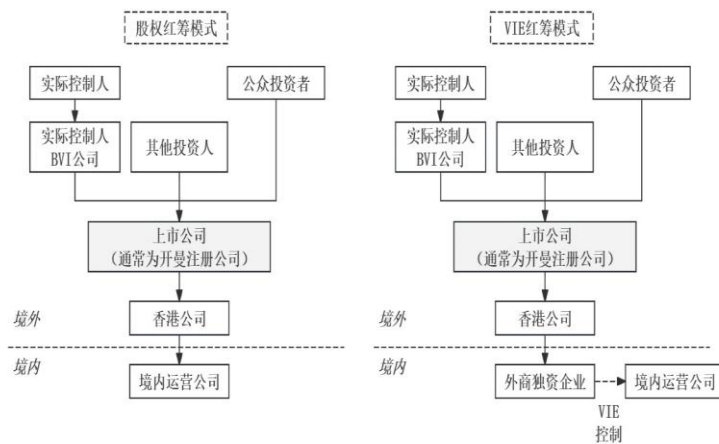 股权红筹模式
实际控制人
公众投资者
实际控制人
BVI公司
其他投资人
上市公司
（通常为开曼注册公司）
境外
香港公司
境内
境内运营公司
VIE红筹模式
实际控制人
公众投资者
实际控制人
BVI公司
其他投资人
上市公司
（通常为开曼注册公司）
境外
香港公司
境内
外商独资企业
境内运营公司
VIE
控制